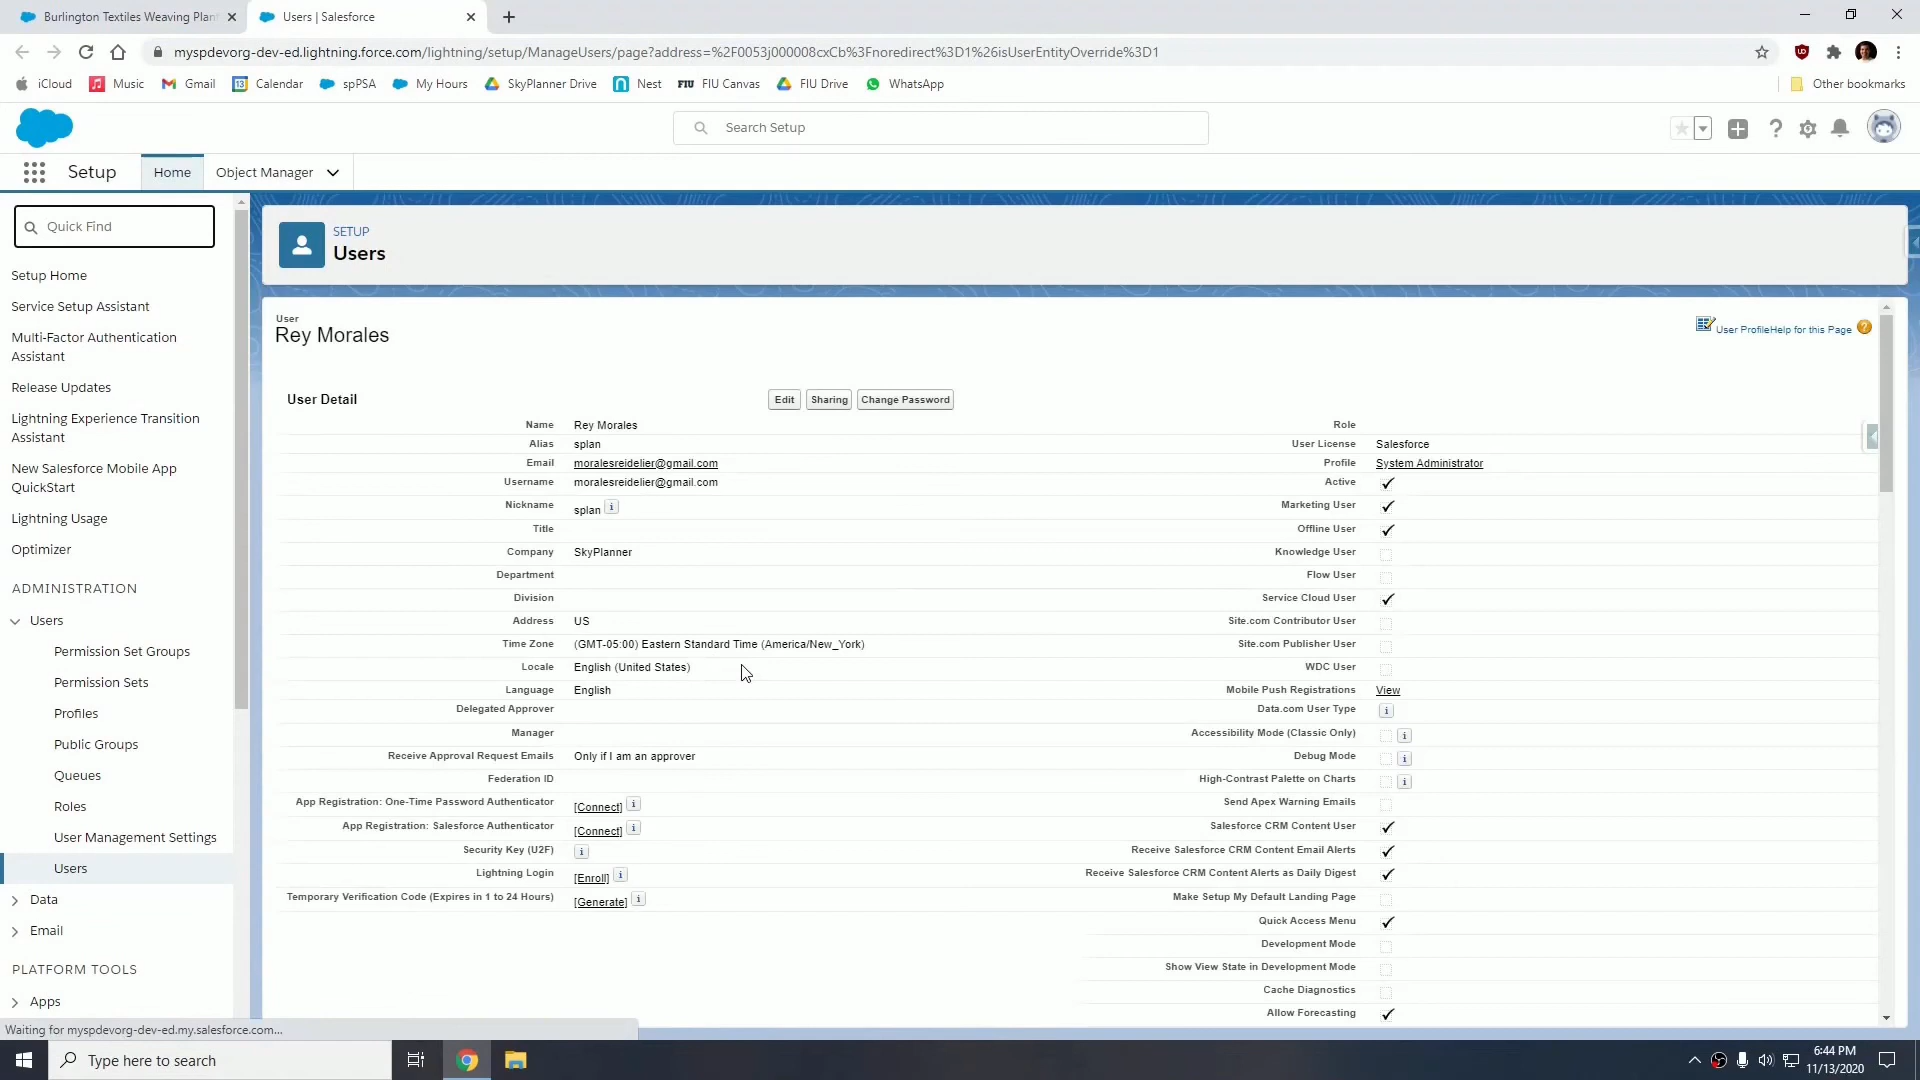 Burlington Textiles Weaving Plant
Users | Salesforce
myspdevorg-dev-ed.lightning.force.com/lightning/setup/ManageUsers/page?address=%2F0053j000008cxCb%3Fnoredirect%3D1%26isUserEntityOverride%3D1
iCloud
Music
Gmail
Calendar
spPSA
My Hours
SkyPlanner Drive
Nest
FIU FIU Canvas
FIU Drive
WhatsApp
Other bookmarks
Search Setup
Setup
Home
Object Manager
Quick Find
Setup Home
Service Setup Assistant
Multi-Factor Authentication
Assistant
Release Updates
Lightning Experience Transition
Assistant
New Salesforce Mobile App
QuickStart
Lightning Usage
Optimizer
ADMINISTRATION
Users
Permission Set Groups
Permission Sets
Profiles
Public Groups
Queues
Roles
User Management Settings
Users
Data
Email
PLATFORM TOOLS
Apps
SETUP
Users
User
Rey Morales
User Profile Help for this Page
User Detail
Edit Sharing Change Password
Name Rey Morales
Alias splan
Email moralesreidelier@gmail.com
Username moralesreidelier@gmail.com
Nickname splan i
Title
Company SkyPlanner
Department
Division
Address US
Time Zone (GMT-05:00) Eastern Standard Time (America/New_York)
Locale English (United States)
Language English
Delegated Approver
Manager
Receive Approval Request Emails Only if I am an approver
Federation ID
App Registration: One-Time Password Authenticator [Connect] i
App Registration: Salesforce Authenticator [Connect] i
Security Key (U2F) i
Lightning Login [Enroll] i
Temporary Verification Code (Expires in 1 to 24 Hours) [Generate] i
Role
User License Salesforce
Profile System Administrator
Active
Marketing User
Offline User
Knowledge User
Flow User
Service Cloud User
Site.com Contributor User
Site.com Publisher User
WDC User
Mobile Push Registrations View
Data.com User Type i
Accessibility Mode (Classic Only) i
Debug Mode i
High-Contrast Palette on Charts i
Send Apex Warning Emails
Salesforce CRM Content User
Receive Salesforce CRM Content Email Alerts
Receive Salesforce CRM Content Alerts as Daily Digest
Make Setup My Default Landing Page
Quick Access Menu
Development Mode
Show View State in Development Mode
Cache Diagnostics
Allow Forecasting
Waiting for myspdevorg-dev-ed.my.salesforce.com...
Type here to search
6:44 PM
11/13/2020